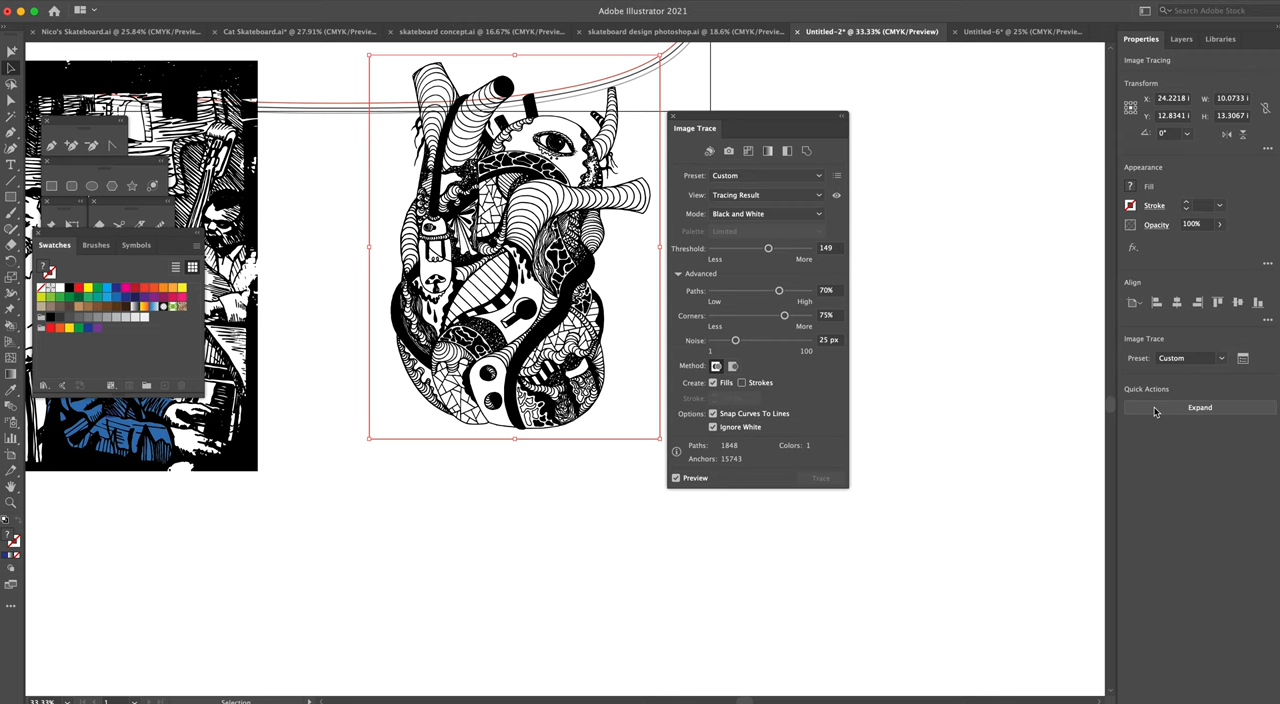 Adobe Illustrator 2021
Search Adobe Stock
Nico's Skateboard.ai @ 25.84% (CMYK/Previe...
Cat Skateboard.ai* @ 27.91% (CMYK/Previe...
skateboard concept.ai @ 16.67% (CMYK/Previe...
skateboard design photoshop.ai @ 18.6% (CMYK/Previe...
Untitled-2* @ 33.33% (CMYK/Preview)
Untitled-6* @ 25% (CMYK/Previe...
Properties
Layers
Libraries
Image Tracing
Transform
X: 24.2218 i
W: 10.0733 i
Y: 12.8341 i
H: 13.3067 i
0°
Appearance
Fill
Stroke
Opacity
100%
Align
Image Trace
Preset: Custom
Quick Actions
Expand
Swatches
Brushes
Symbols
Image Trace
Preset: Custom
View: Tracing Result
Mode: Black and White
Palette Limited
Threshold: 149
Less More
Advanced
Paths: 70%
Low High
Corners: 75%
Less More
Noise: 25 px
1 100
Method:
Create: Fills Strokes
Stroke
Options: Snap Curves To Lines
Ignore White
Paths: 1848 Colors: 1
Anchors: 15743
Preview
Trace
33.33%
1
Selection